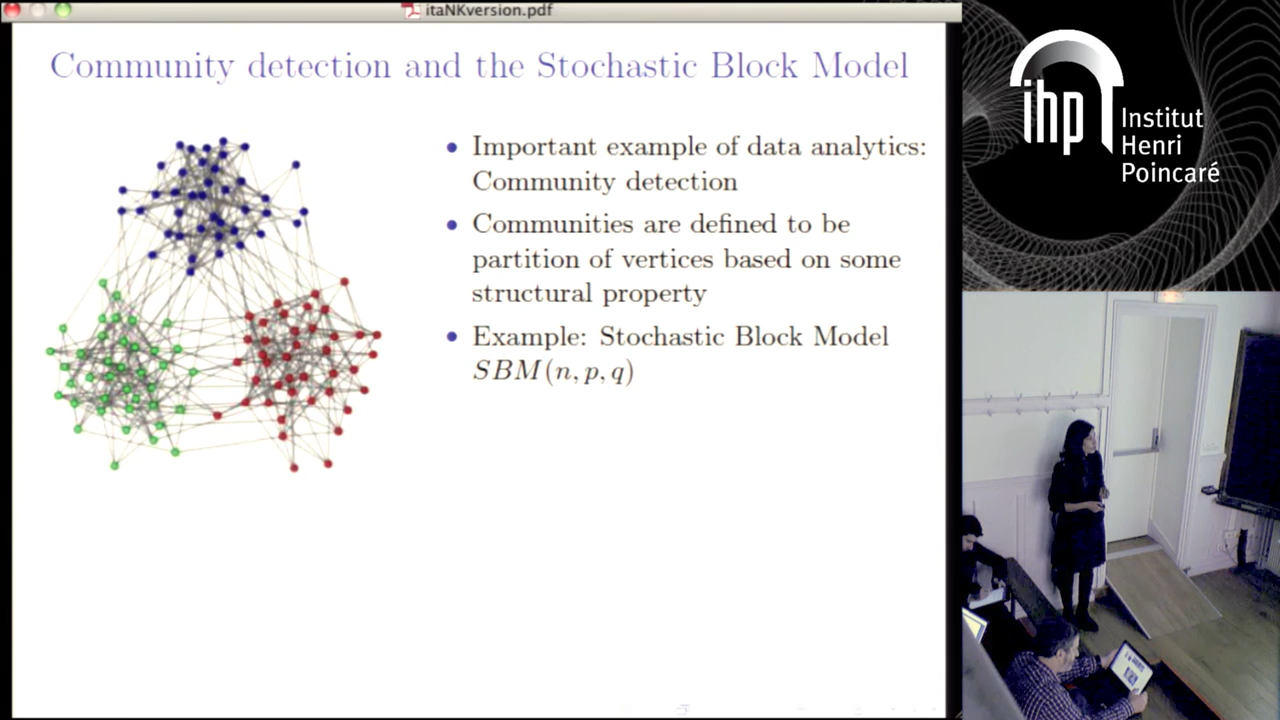 itaNKversion.pdf
Community detection and the Stochastic Block Model
• Important example of data analytics:
Community detection
• Communities are defined to be
partition of vertices based on some
structural property
• Example: Stochastic Block Model
SBM(n, p, q)
ihp
Institut
Henri
Poincaré